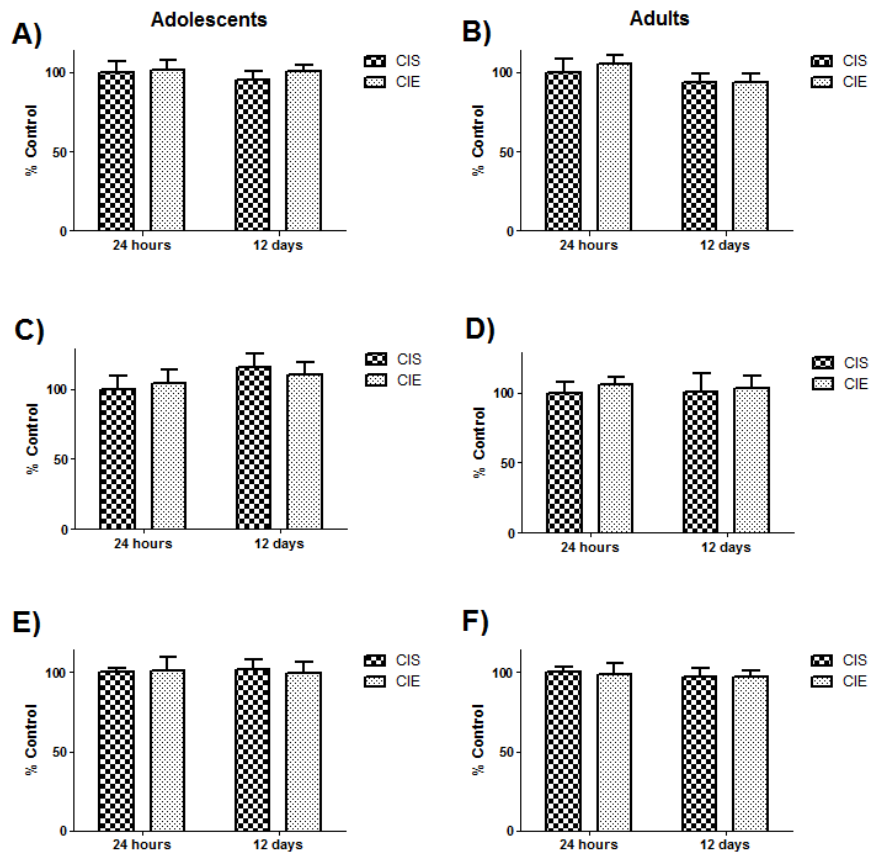 Adolescents
Adults
A)
% Control
100
50
0
24 hours
12 days
CIS
CIE
B)
% Control
100
50
0
24 hours
12 days
CIS
CIE
C)
% Control
100
50
0
24 hours
12 days
CIS
CIE
D)
% Control
100
50
0
24 hours
12 days
CIS
CIE
E)
% Control
100
50
0
24 hours
12 days
CIS
CIE
F)
% Control
100
50
0
24 hours
12 days
CIS
CIE